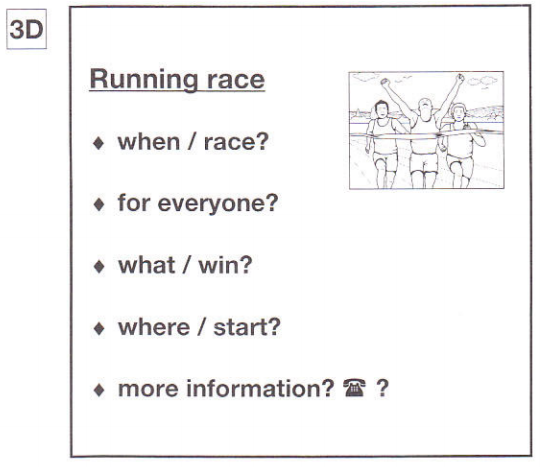 3D
Running race
♦ when / race?
♦ for everyone?
♦ what / win?
♦ where / start?
♦ more information? ☎ ?